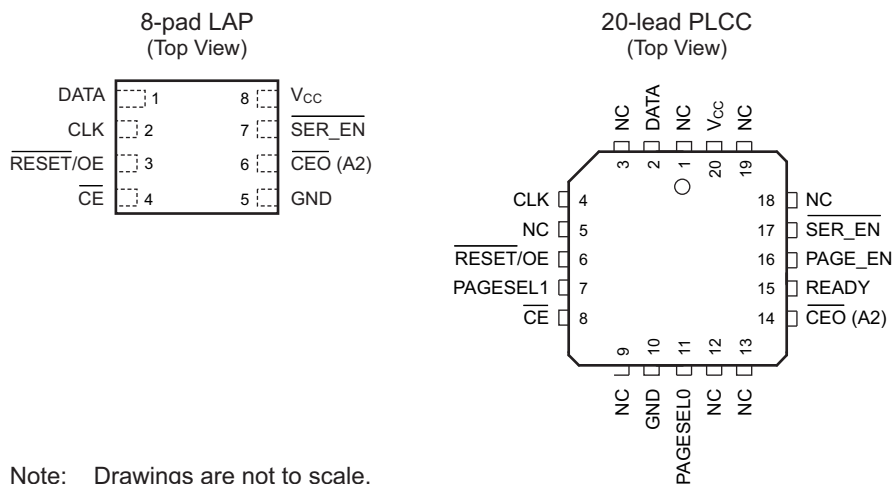 8-pad LAP
(Top View)
DATA 1
CLK 2
RESET/OE 3
CE 4
8 VCC
7 SER_EN
6 CEO (A2)
5 GND
20-lead PLCC
(Top View)
NC 3
DATA 2
NC 1
VCC 20
NC 19
CLK 4
NC 5
RESET/OE 6
PAGESEL1 7
CE 8
18 NC
17 SER_EN
16 PAGE_EN
15 READY
14 CEO (A2)
9 NC
10 GND
11 PAGESEL0
12 NC
13 NC
Note: Drawings are not to scale.